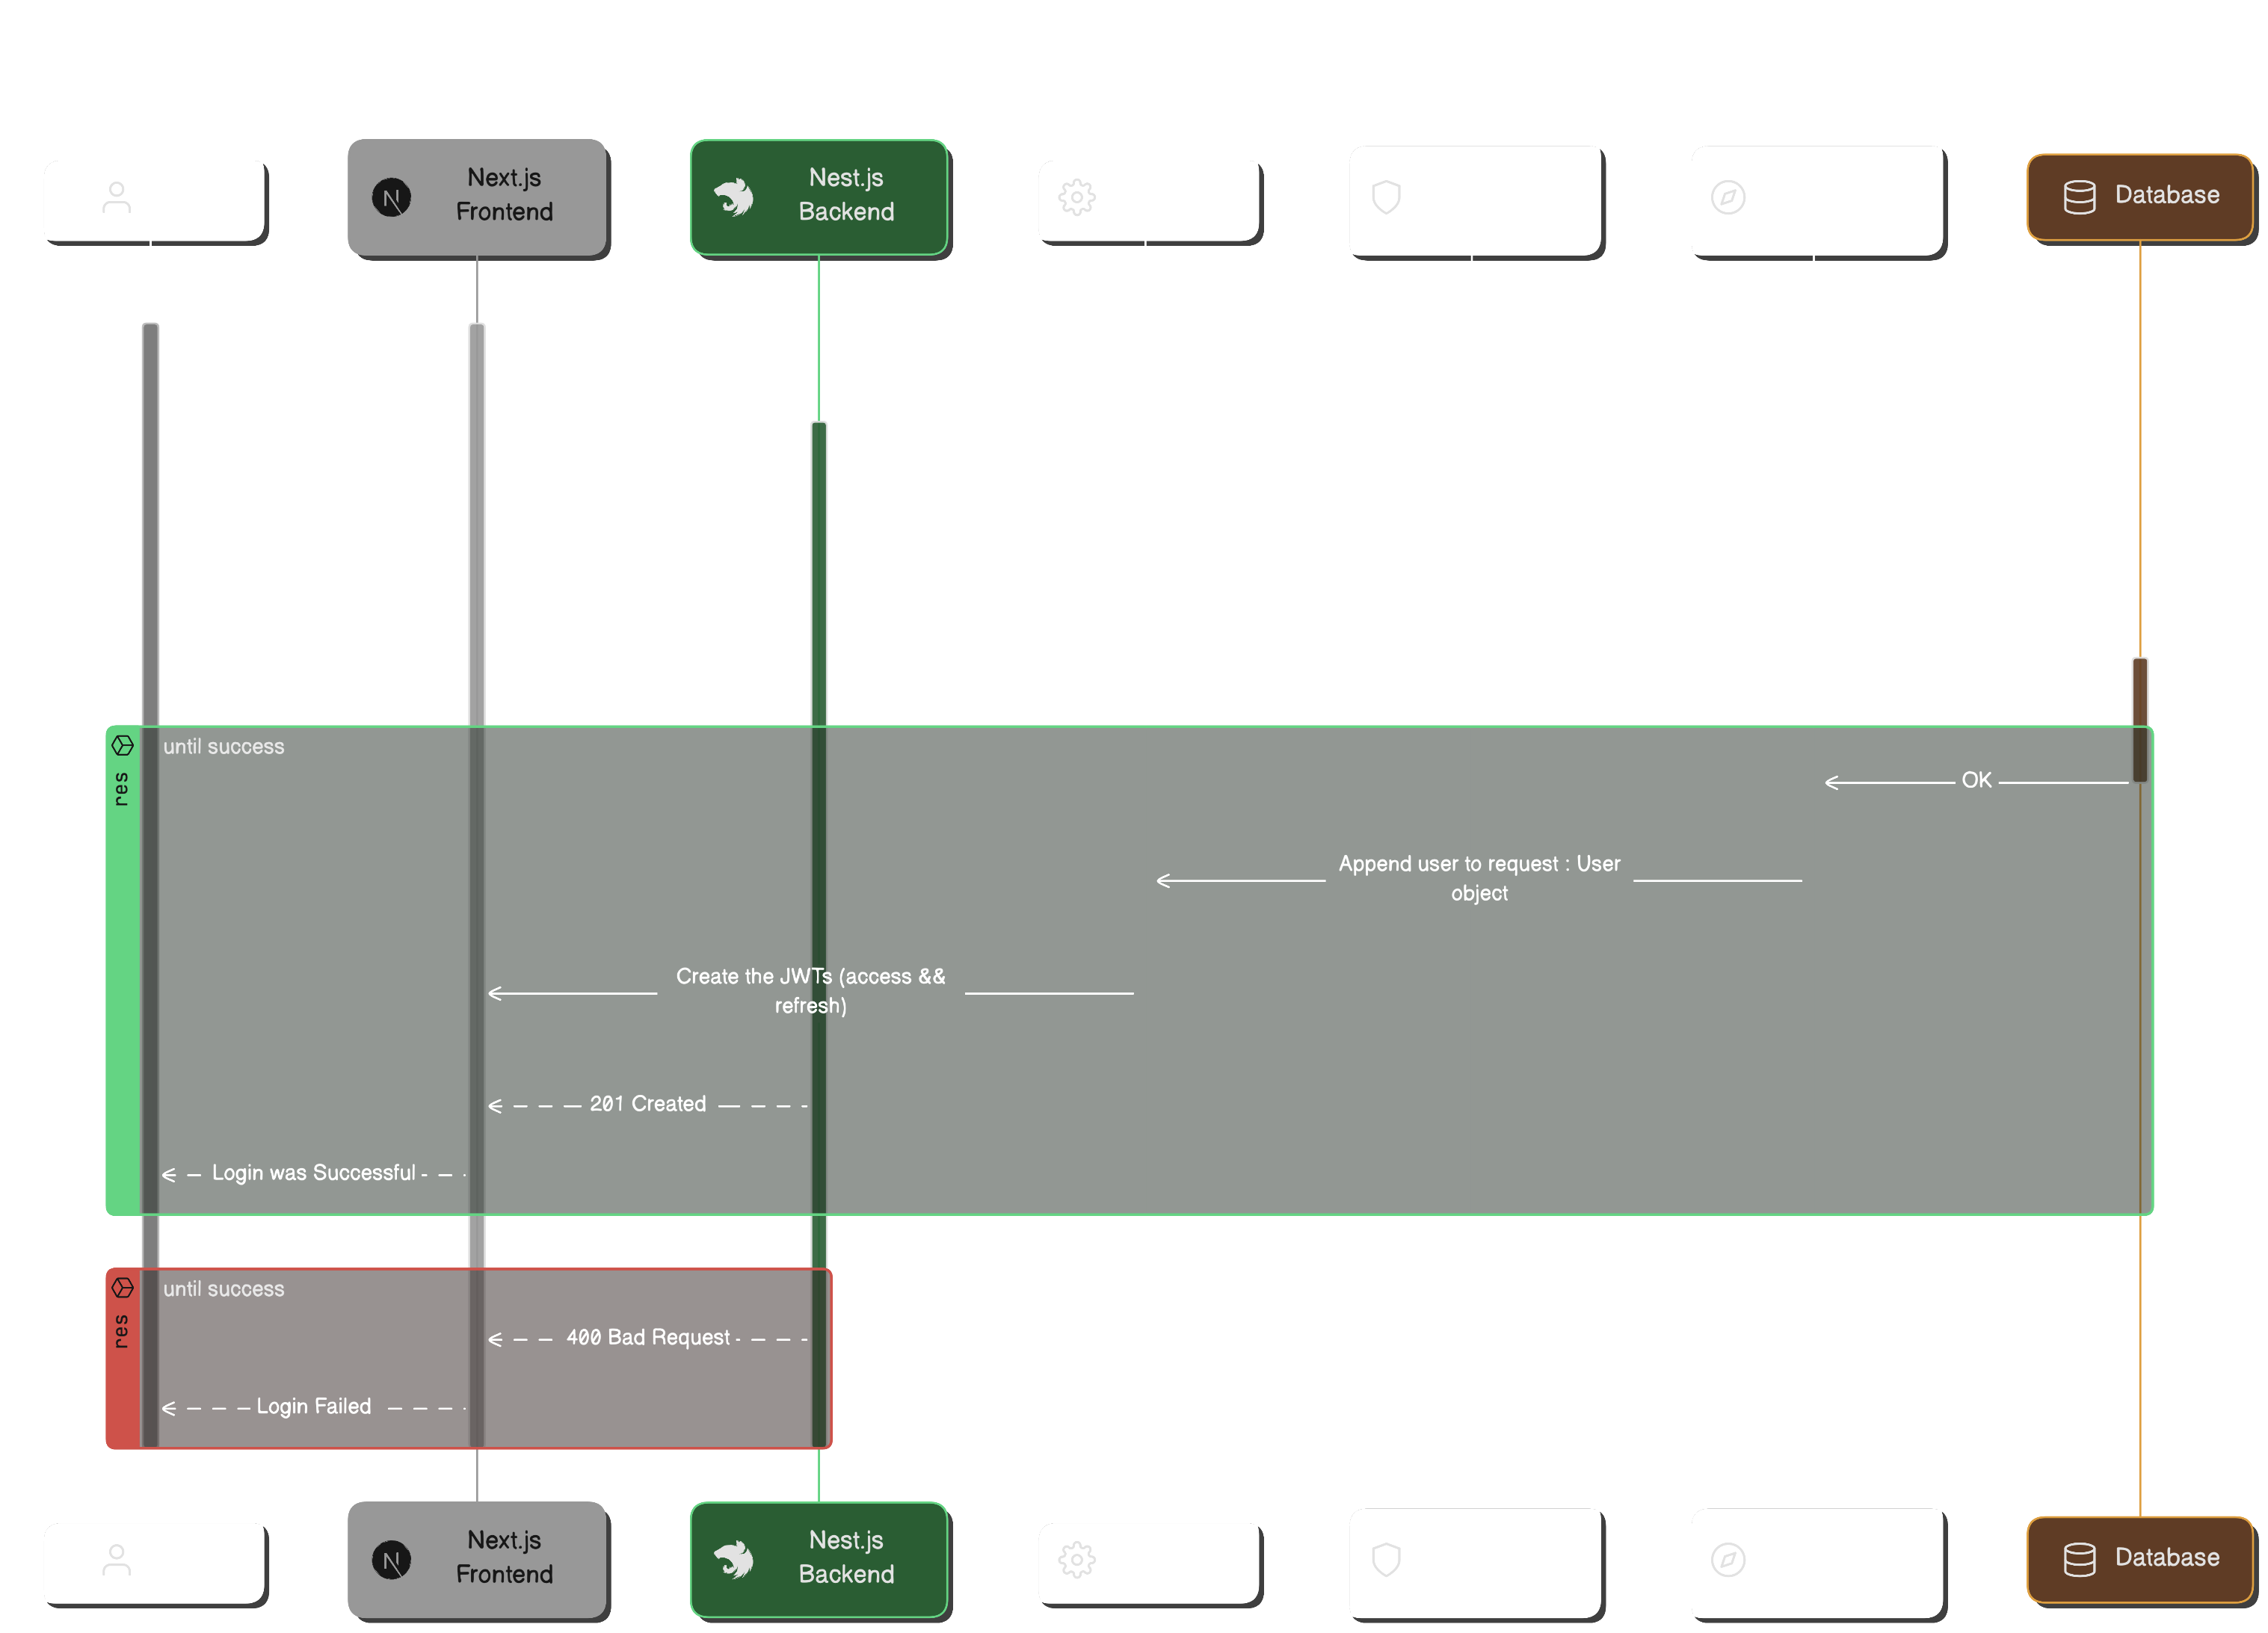 Next.js
Frontend
Nest.js
Backend
Database
until success
res
OK
Append user to request : User
object
Create the JWTs (access &&
refresh)
201 Created
Login was Successful
until success
res
400 Bad Request
Login Failed
Next.js
Frontend
Nest.js
Backend
Database